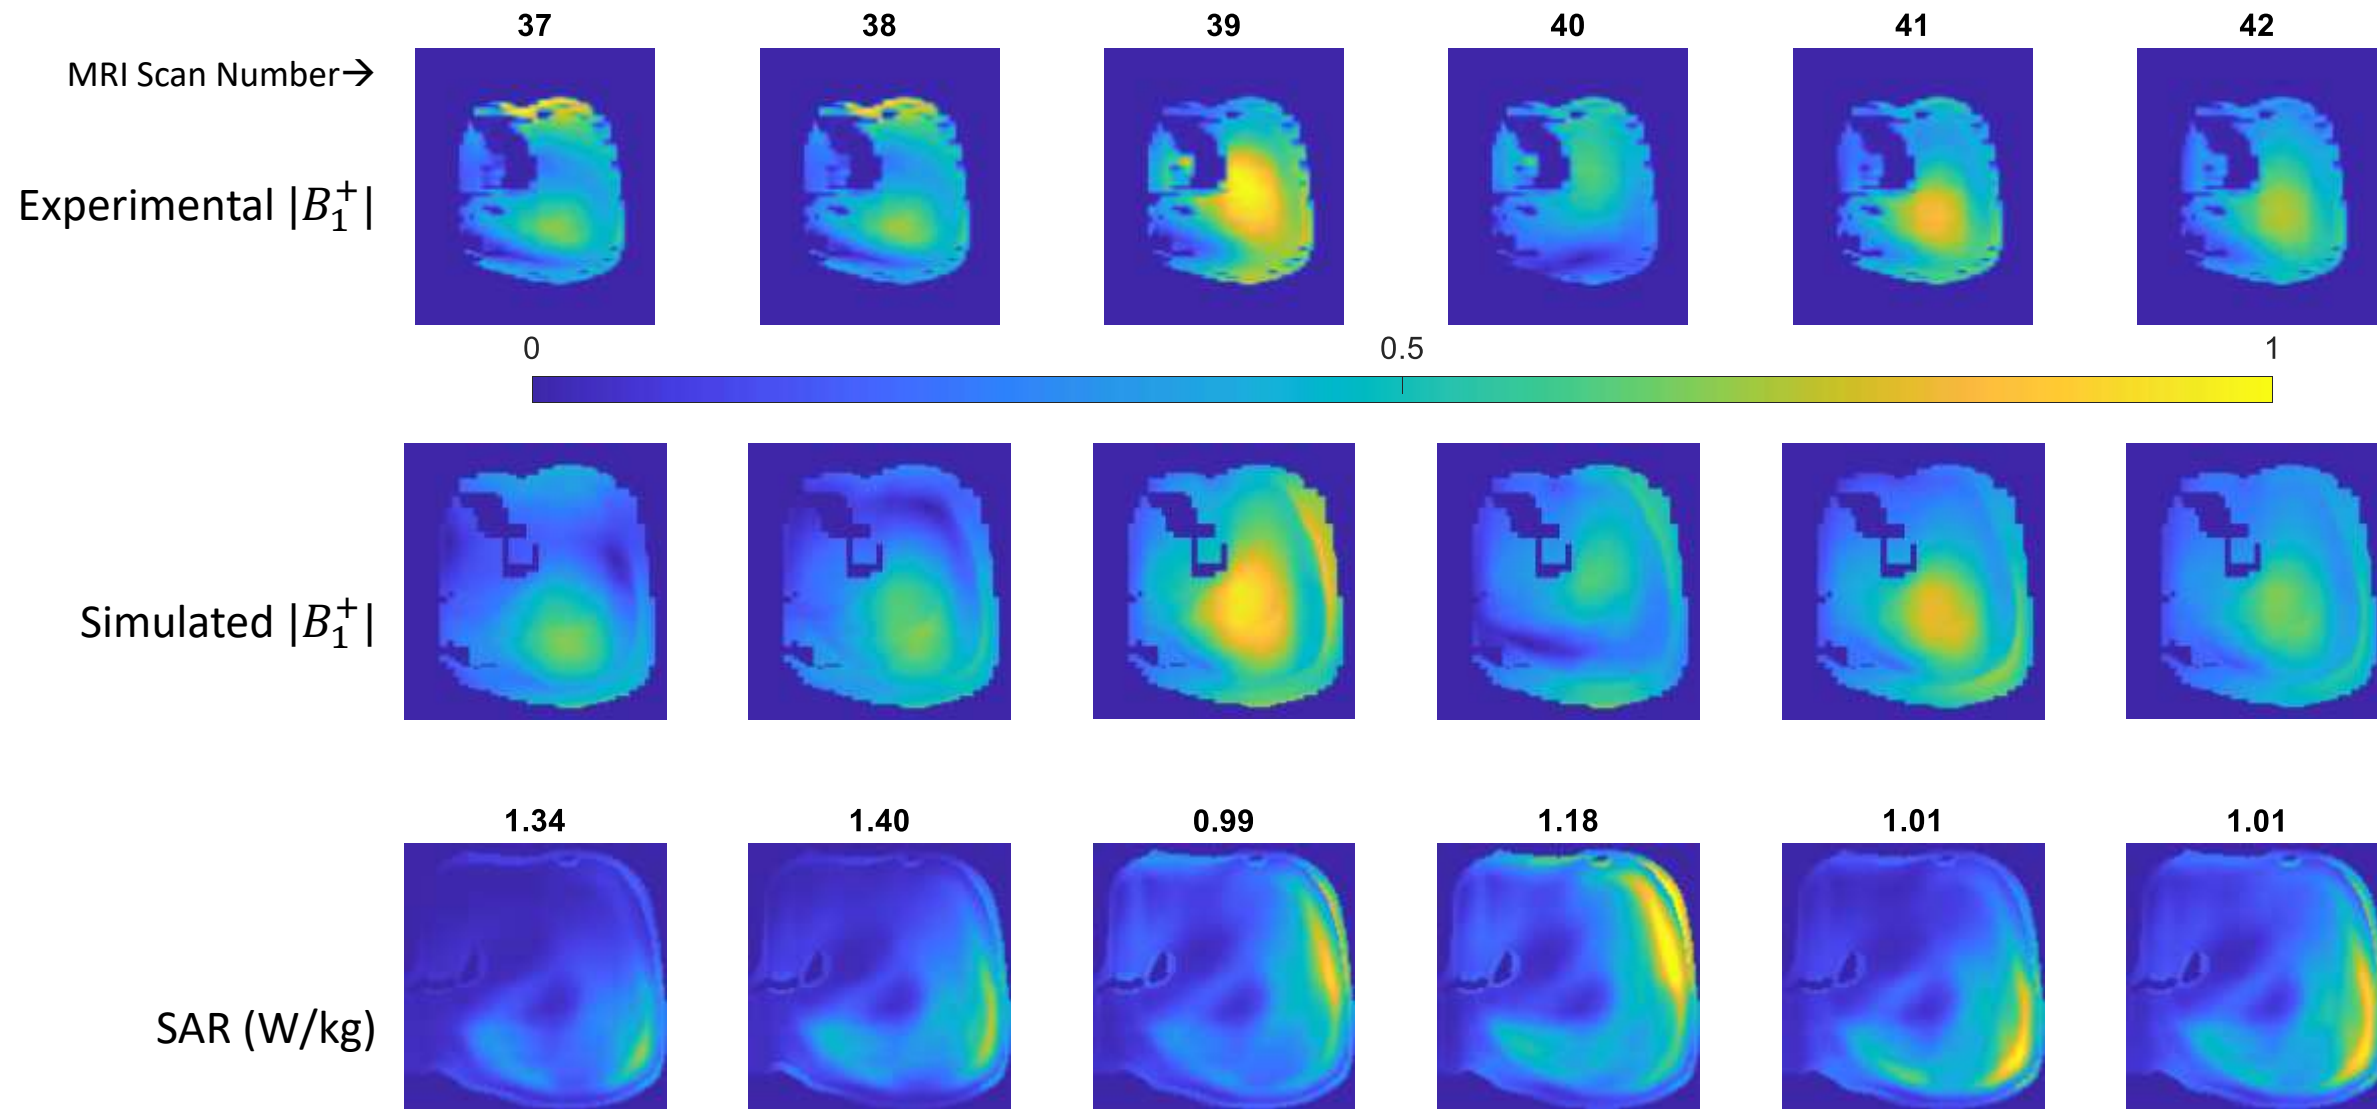 37 38 39 40 41 42
MRI Scan Number→
Experimental |B₁⁺|
0 0.5 1
Simulated |B₁⁺|
1.34 1.40 0.99 1.18 1.01 1.01
SAR (W/kg)